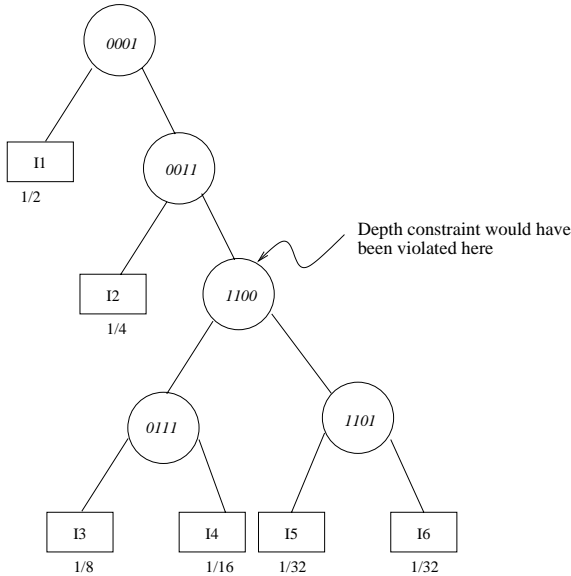 0001
I1
1/2
0011
Depth constraint would have
been violated here
I2
1/4
1100
0111
1101
I3
I4
I5
I6
1/8
1/16
1/32
1/32